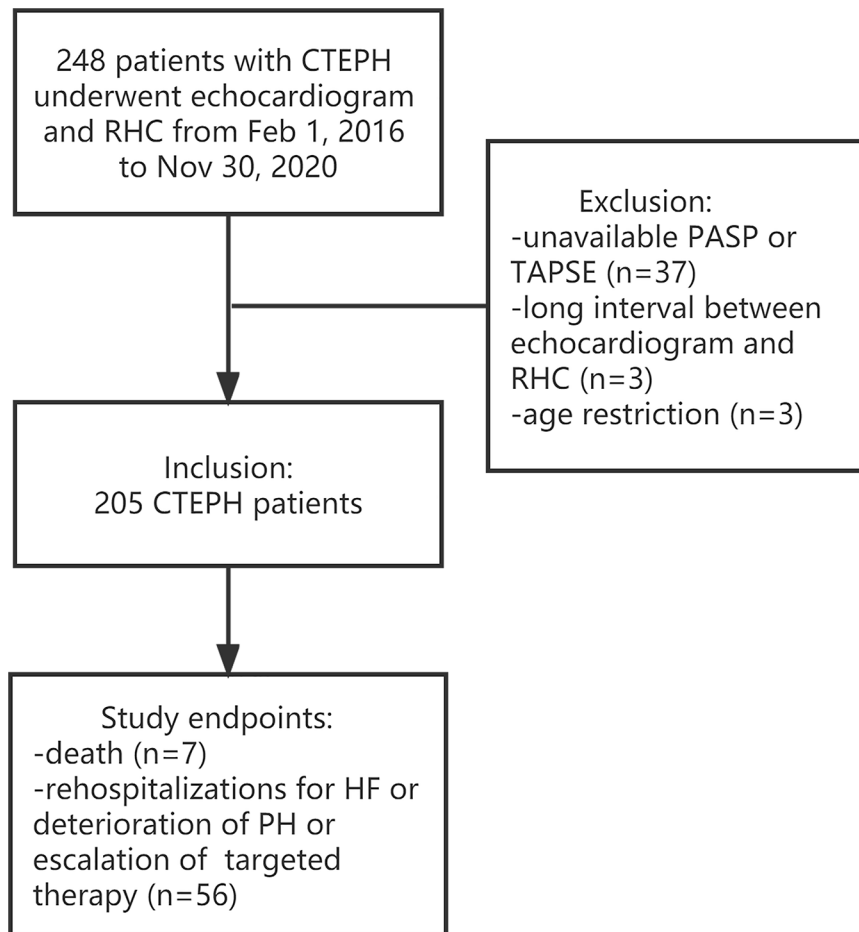 248 patients with CTEPH
underwent echocardiogram
and RHC from Feb 1, 2016
to Nov 30, 2020
Exclusion:
-unavailable PASP or
TAPSE (n=37)
-long interval between
echocardiogram and
RHC (n=3)
-age restriction (n=3)
Inclusion:
205 CTEPH patients
Study endpoints:
-death (n=7)
-rehospitalizations for HF or
deterioration of PH or
escalation of  targeted
therapy (n=56)